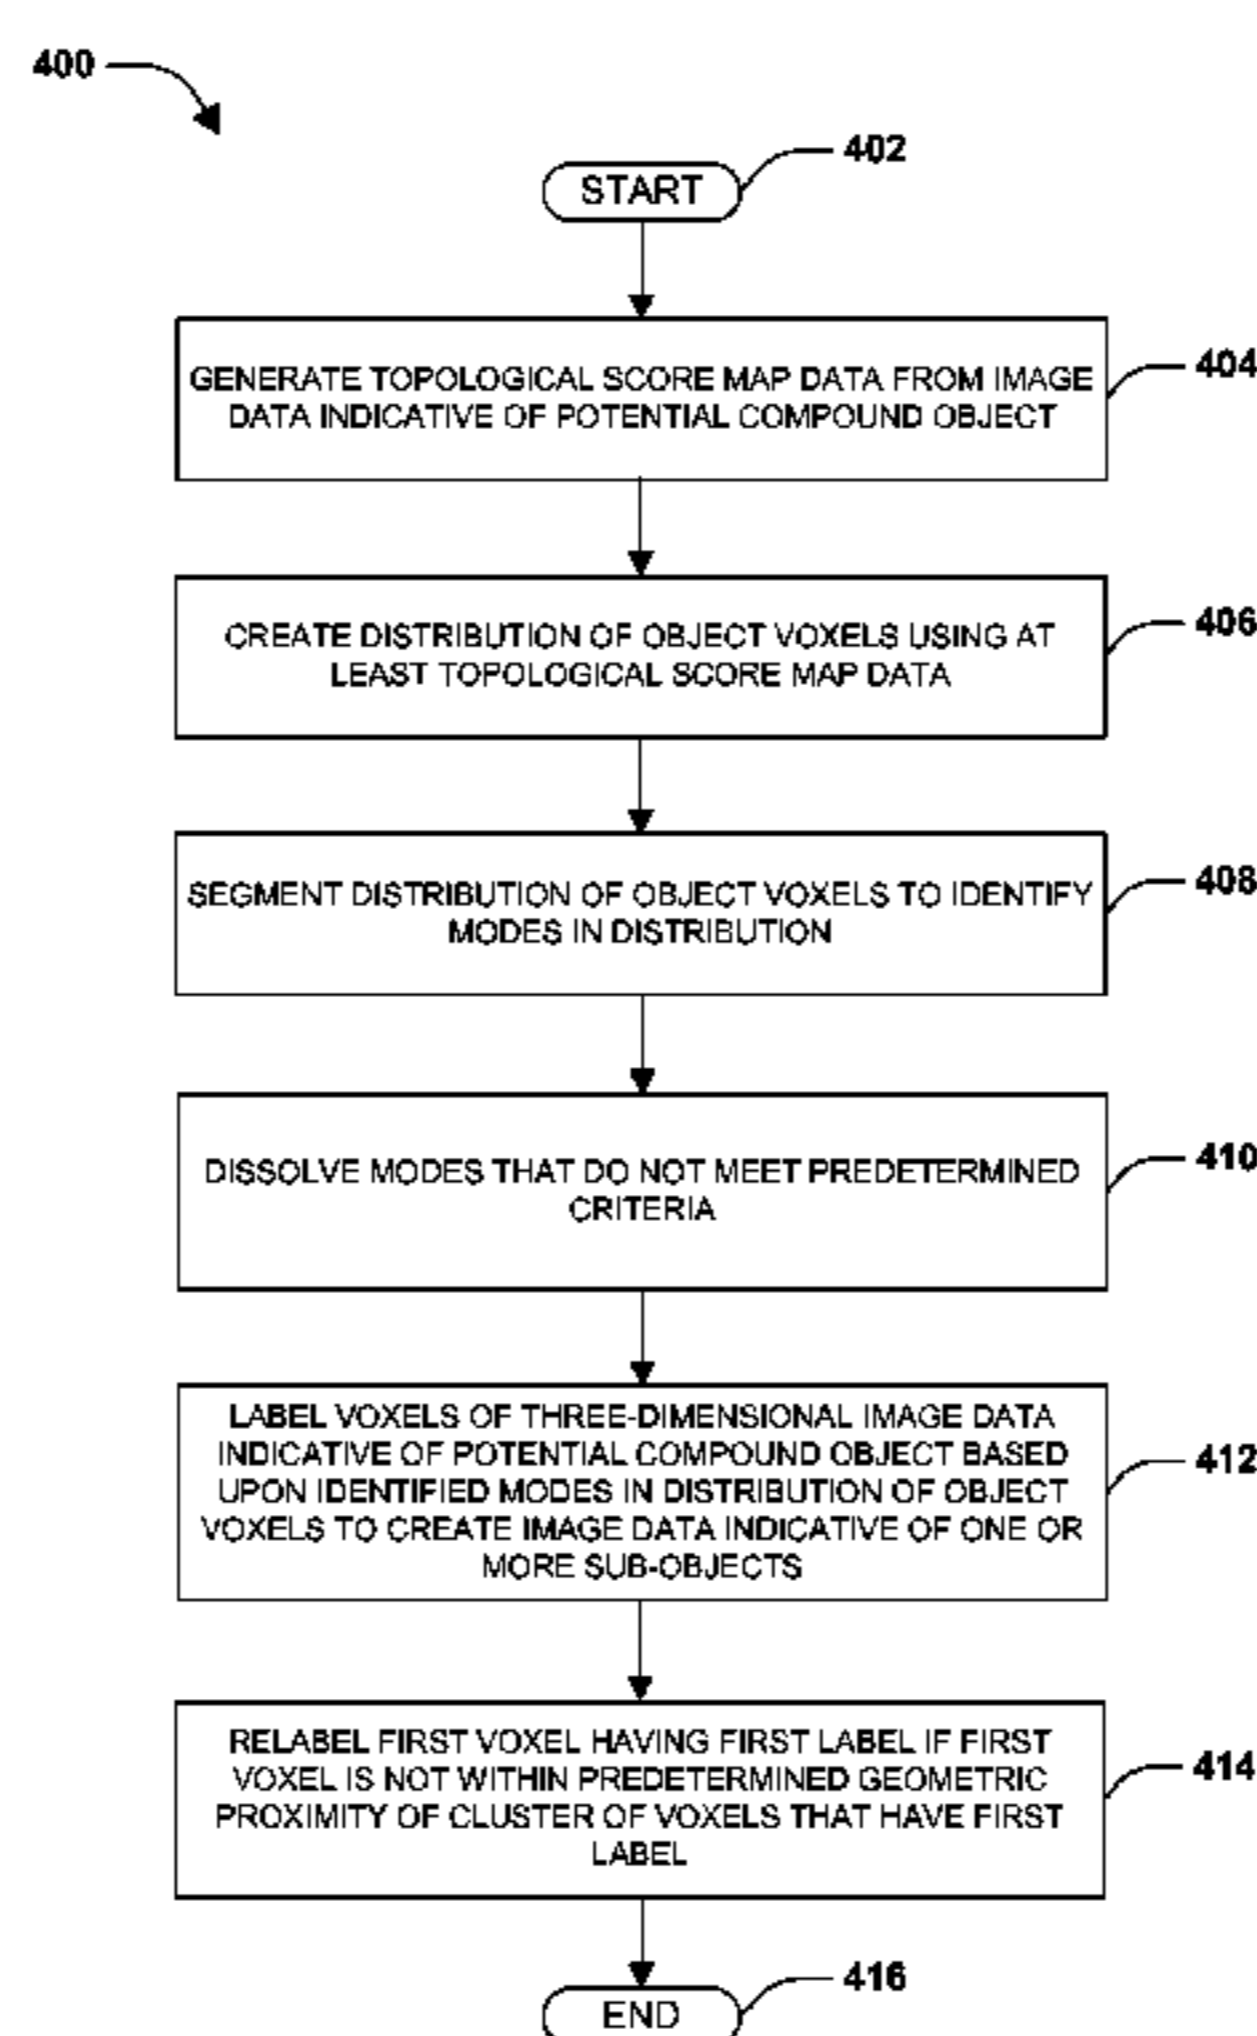 400
402
START
404
GENERATE TOPOLOGICAL SCORE MAP DATA FROM IMAGE
DATA INDICATIVE OF POTENTIAL COMPOUND OBJECT
406
CREATE DISTRIBUTION OF OBJECT VOXELS USING AT
LEAST TOPOLOGICAL SCORE MAP DATA
408
SEGMENT DISTRIBUTION OF OBJECT VOXELS TO IDENTIFY
MODES IN DISTRIBUTION
410
DISSOLVE MODES THAT DO NOT MEET PREDETERMINED
CRITERIA
412
LABEL VOXELS OF THREE-DIMENSIONAL IMAGE DATA
INDICATIVE OF POTENTIAL COMPOUND OBJECT BASED
UPON IDENTIFIED MODES IN DISTRIBUTION OF OBJECT
VOXELS TO CREATE IMAGE DATA INDICATIVE OF ONE OR
MORE SUB-OBJECTS
414
RELABEL FIRST VOXEL HAVING FIRST LABEL IF FIRST
VOXEL IS NOT WITHIN PREDETERMINED GEOMETRIC
PROXIMITY OF CLUSTER OF VOXELS THAT HAVE FIRST
LABEL
416
END